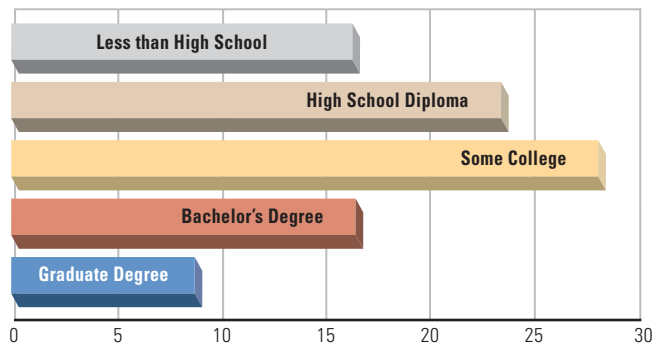 Less than High School
High School Diploma
Some College
Bachelor's Degree
Graduate Degree
0 5 10 15 20 25 30